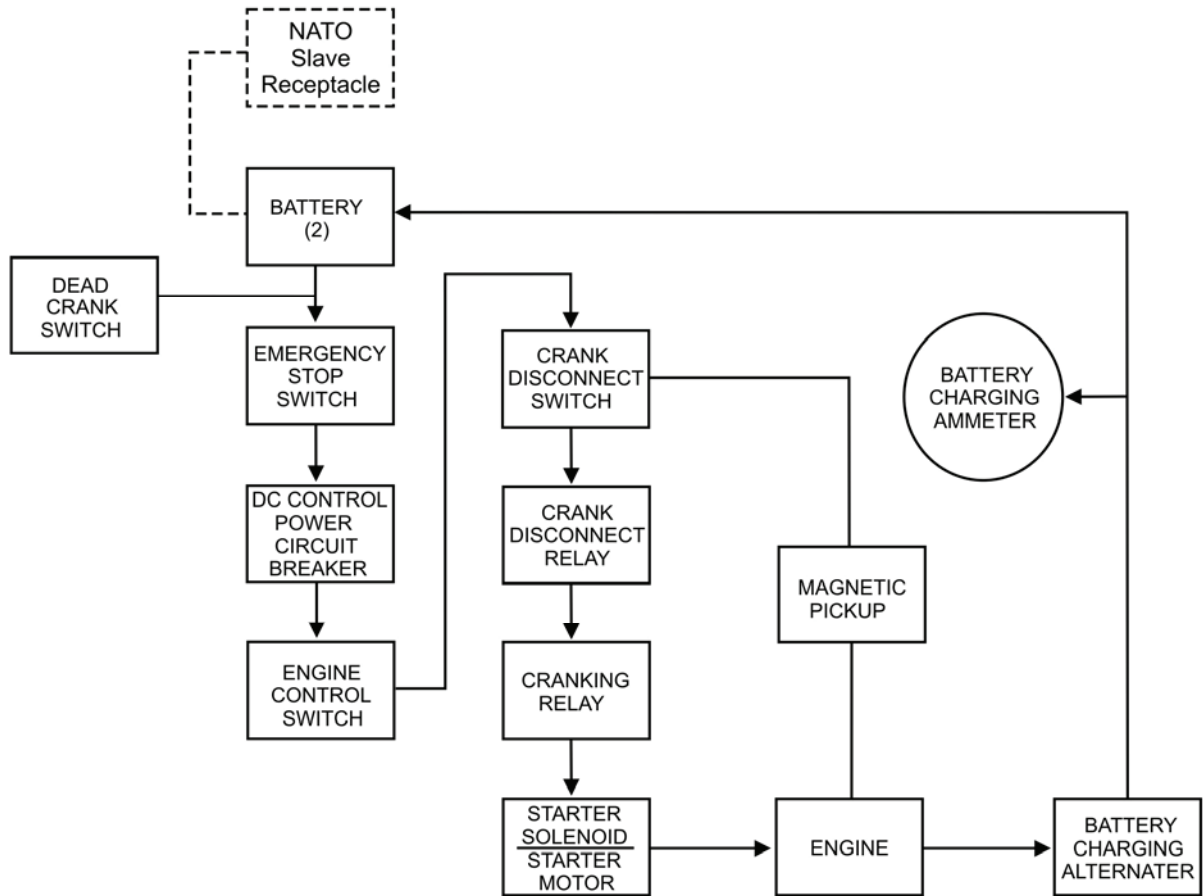 NATO
Slave
Receptacle
BATTERY
(2)
DEAD
CRANK
SWITCH
EMERGENCY
STOP
SWITCH
DC CONTROL
POWER
CIRCUIT
BREAKER
ENGINE
CONTROL
SWITCH
CRANK
DISCONNECT
SWITCH
CRANK
DISCONNECT
RELAY
CRANKING
RELAY
STARTER
SOLENOID
STARTER
MOTOR
MAGNETIC
PICKUP
ENGINE
BATTERY
CHARGING
AMMETER
BATTERY
CHARGING
ALTERNATER